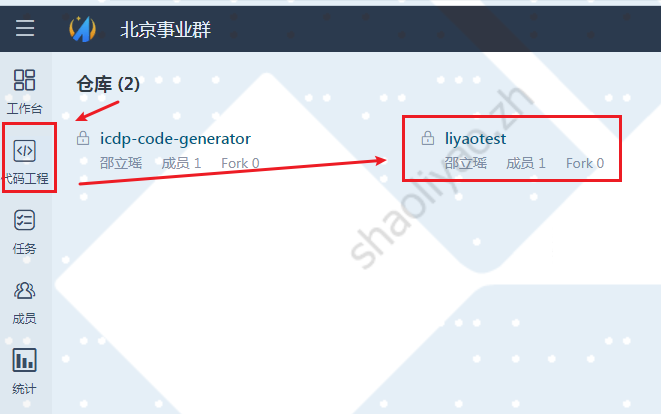 北京事业群
工作台
代码工程
任务
成员
统计
仓库 (2)
icdp-code-generator
邵立瑶 成员 1 Fork 0
liyaotest
邵立瑶 成员 1 Fork 0
shaoliyao.zh